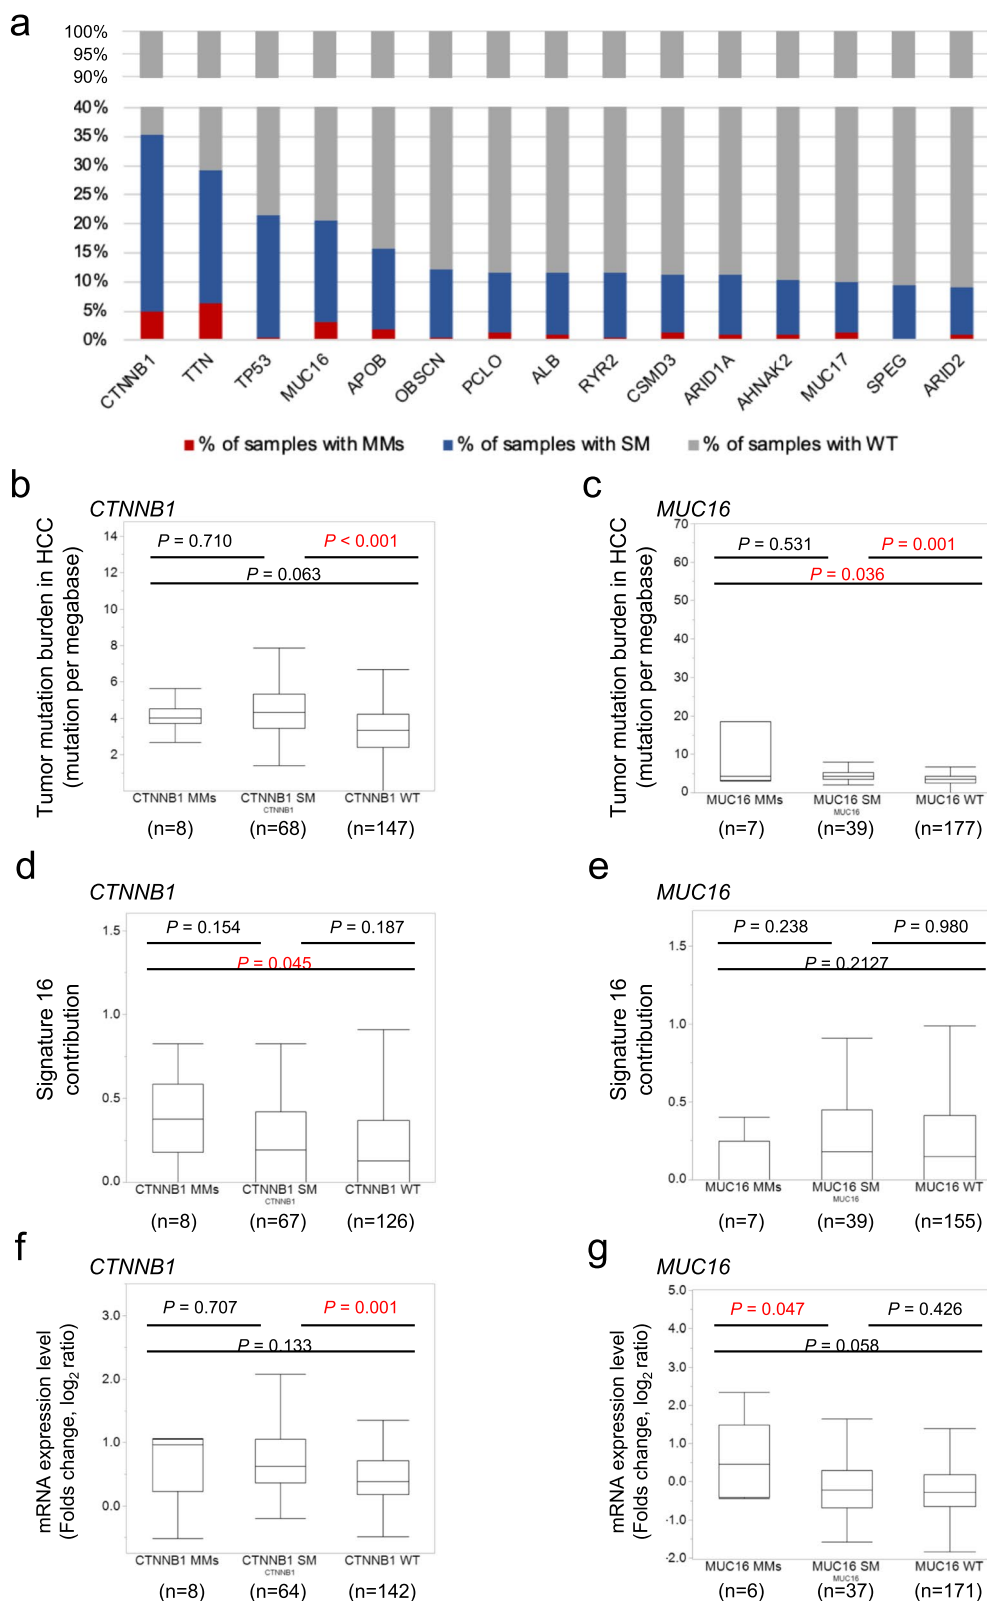 a
100%
95%
90%
40%
35%
30%
25%
20%
15%
10%
5%
0%
CTNNB1 TTN TP53 MUC16 APOB OBSCN PCLO ALB RYR2 CSMD3 ARID1A AHNAK2 MUC17 SPEG ARID2
% of samples with MMs % of samples with SM % of samples with WT
b
CTNNB1
Tumor mutation burden in HCC
(mutation per megabase)
14
12
10
8
6
4
2
P = 0.710 P < 0.001
P = 0.063
CTNNB1 MMs CTNNB1 SM CTNNB1 WT
CTNNB1
(n=8) (n=68) (n=147)
c
MUC16
Tumor mutation burden in HCC
(mutation per megabase)
70
60
50
40
30
20
10
0
P = 0.531 P = 0.001
P = 0.036
MUC16 MMs MUC16 SM MUC16 WT
MUC16
(n=7) (n=39) (n=177)
d
CTNNB1
Signature 16
contribution
1.5
1.0
0.5
0.0
P = 0.154 P = 0.187
P = 0.045
CTNNB1 MMs CTNNB1 SM CTNNB1 WT
CTNNB1
(n=8) (n=67) (n=126)
e
MUC16
Signature 16
contribution
1.5
1.0
0.5
0.0
P = 0.238 P = 0.980
P = 0.2127
MUC16 MMs MUC16 SM MUC16 WT
MUC16
(n=7) (n=39) (n=155)
f
CTNNB1
mRNA expression level
(Folds change, log2 ratio)
3.0
2.0
1.0
0.0
P = 0.707 P = 0.001
P = 0.133
CTNNB1 MMs CTNNB1 SM CTNNB1 WT
CTNNB1
(n=8) (n=64) (n=142)
g
MUC16
mRNA expression level
(Folds change, log2 ratio)
5.0
4.0
3.0
2.0
1.0
0.0
-1.0
-2.0
P = 0.047 P = 0.426
P = 0.058
MUC16 MMs MUC16 SM MUC16 WT
MUC16
(n=6) (n=37) (n=171)